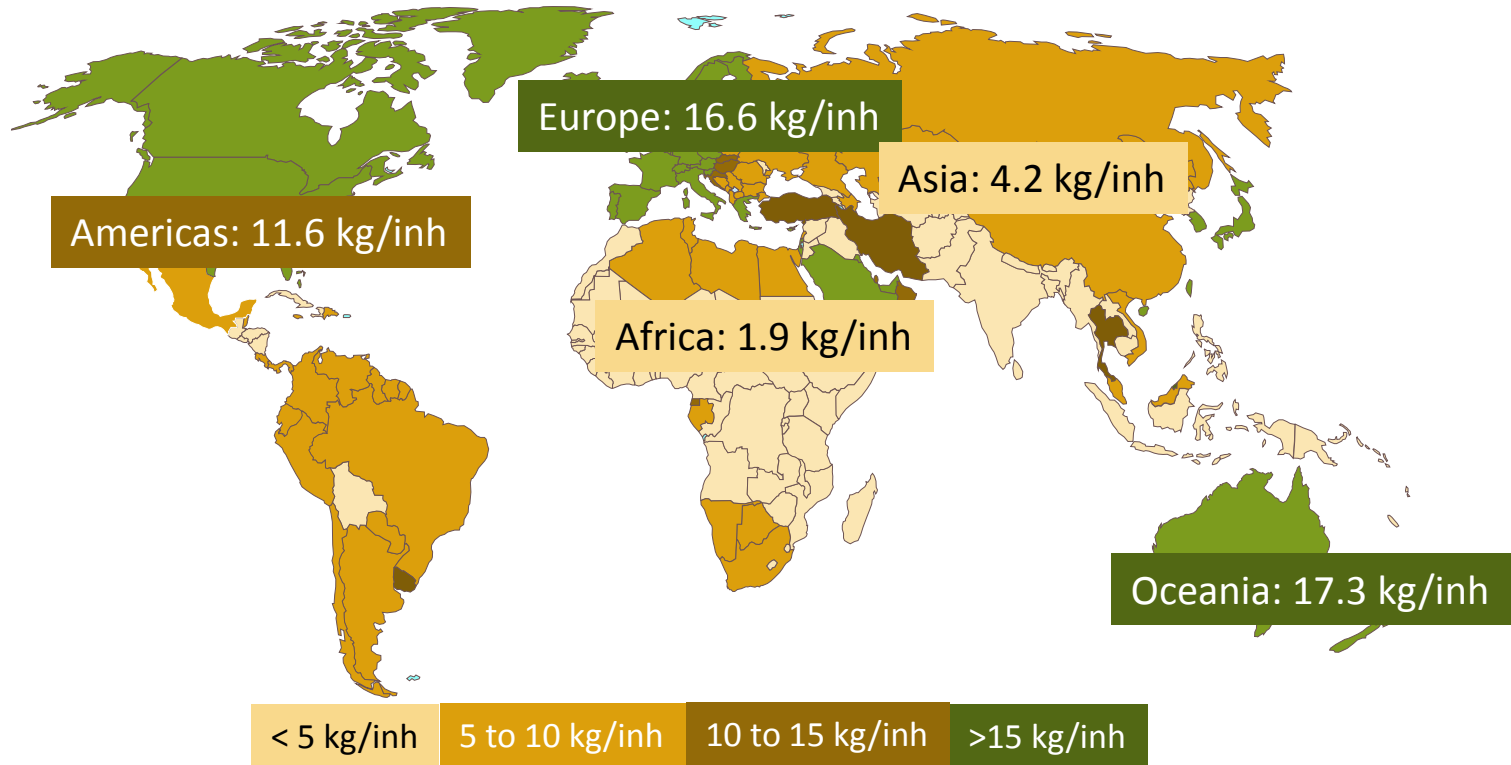 Europe: 16.6 kg/inh
Asia: 4.2 kg/inh
Americas: 11.6 kg/inh
Africa: 1.9 kg/inh
Oceania: 17.3 kg/inh
< 5 kg/inh
5 to 10 kg/inh
10 to 15 kg/inh
>15 kg/inh